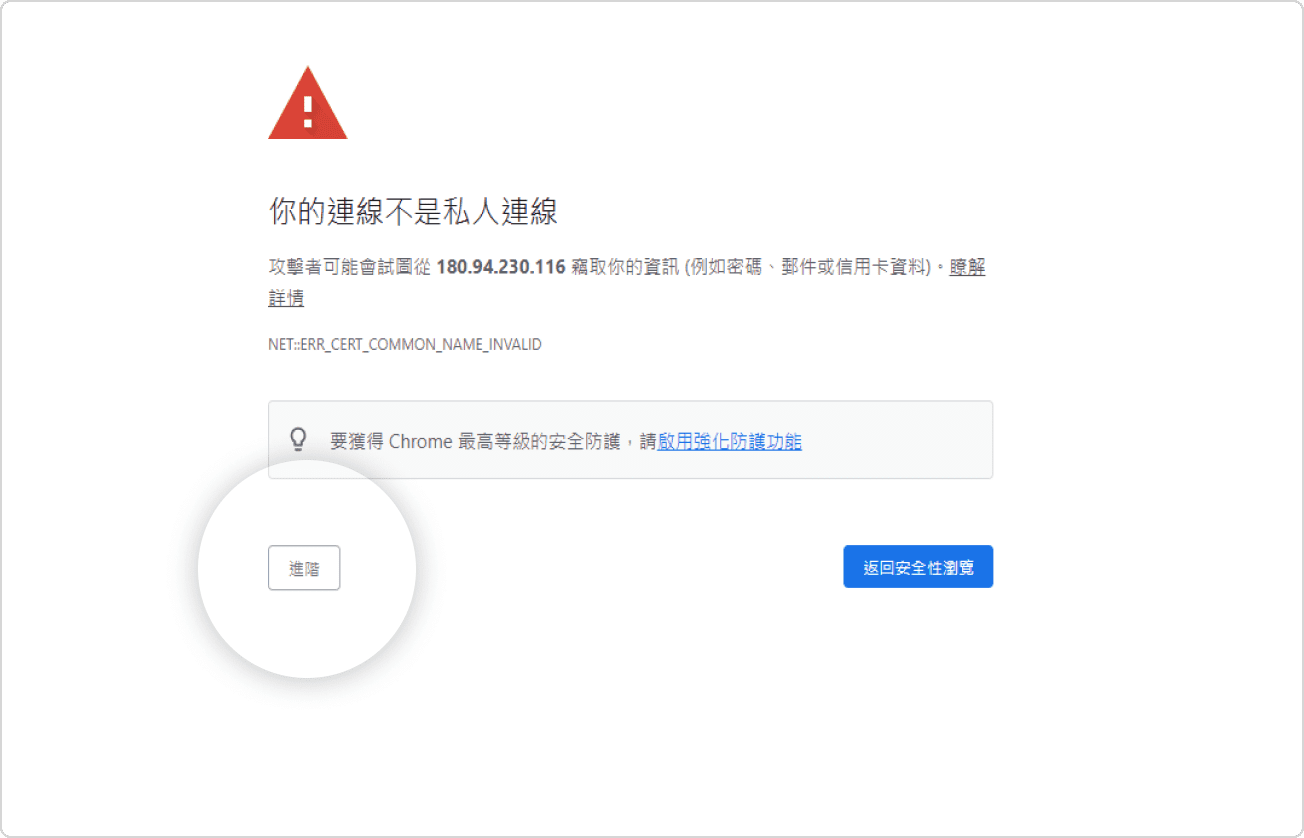 你的連線不是私人連線
攻擊者可能會試圖從 180.94.230.116 竊取你的資訊 (例如密碼、郵件或信用卡資料)。瞭解
詳情
NET::ERR_CERT_COMMON_NAME_INVALID
要獲得 Chrome 最高等級的安全防護，請啟用強化防護功能
進階
返回安全性瀏覽